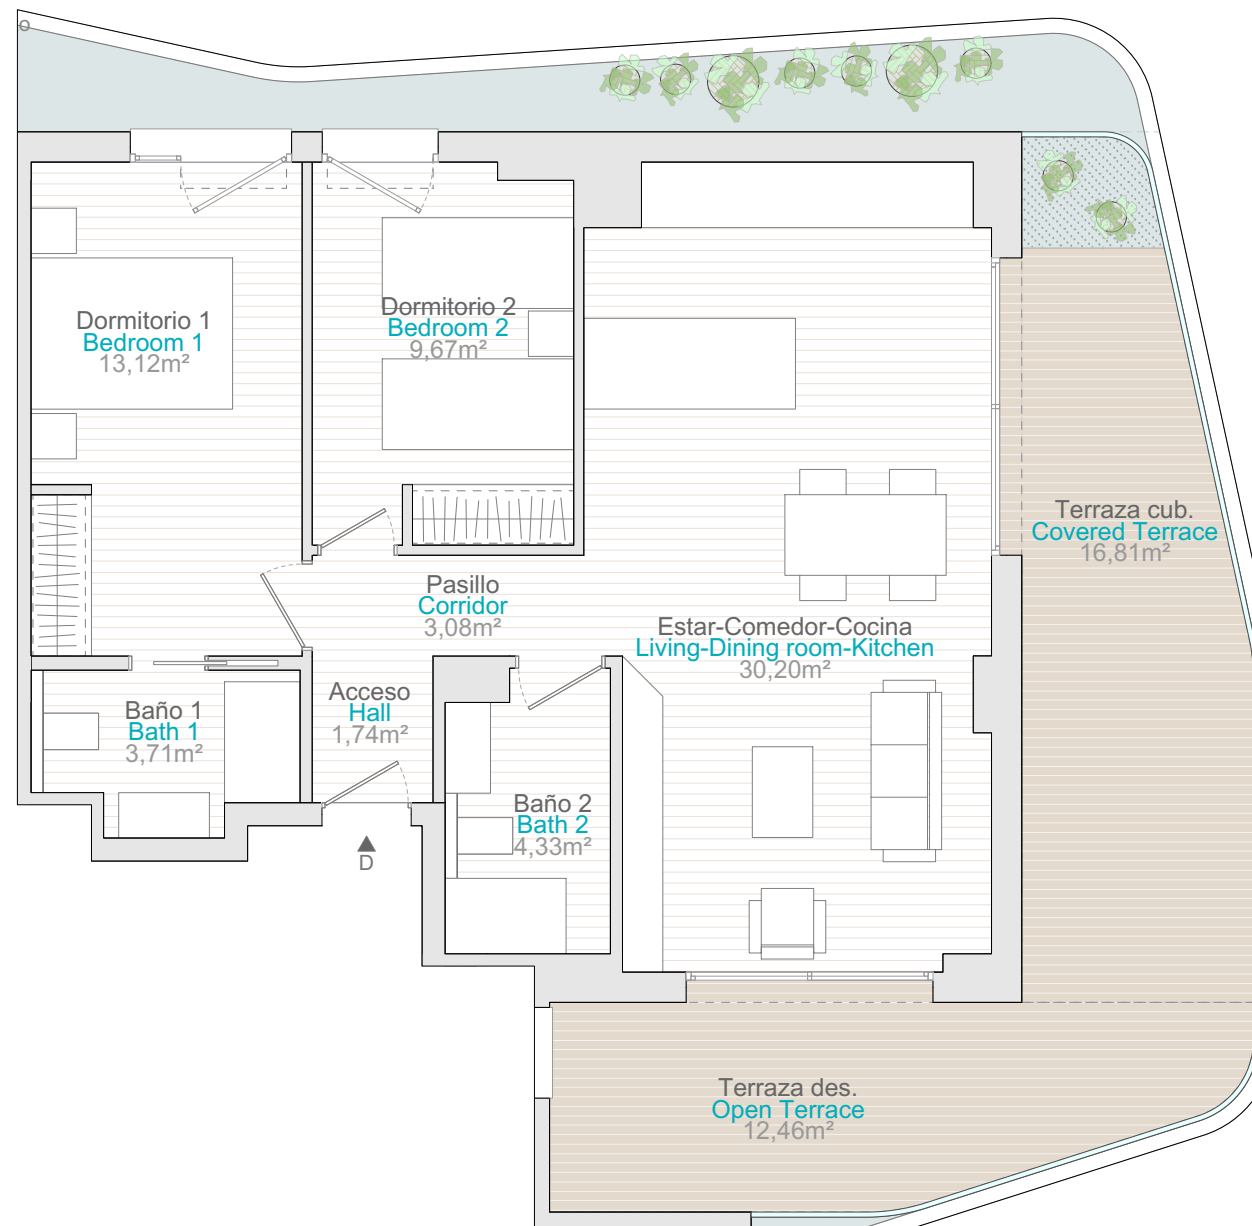 Dormitorio 1
Bedroom 1
13,12m²
Dormitorio 2
Bedroom 2
9,67m²
Terraza cub.
Covered Terrace
16,81m²
Pasillo
Corridor
3,08m²
Estar-Comedor-Cocina
Living-Dining room-Kitchen
30,20m²
Acceso
Hall
1,74m²
Baño 1
Bath 1
3,71m²
Baño 2
Bath 2
4,33m²
D
Terraza des.
Open Terrace
12,46m²